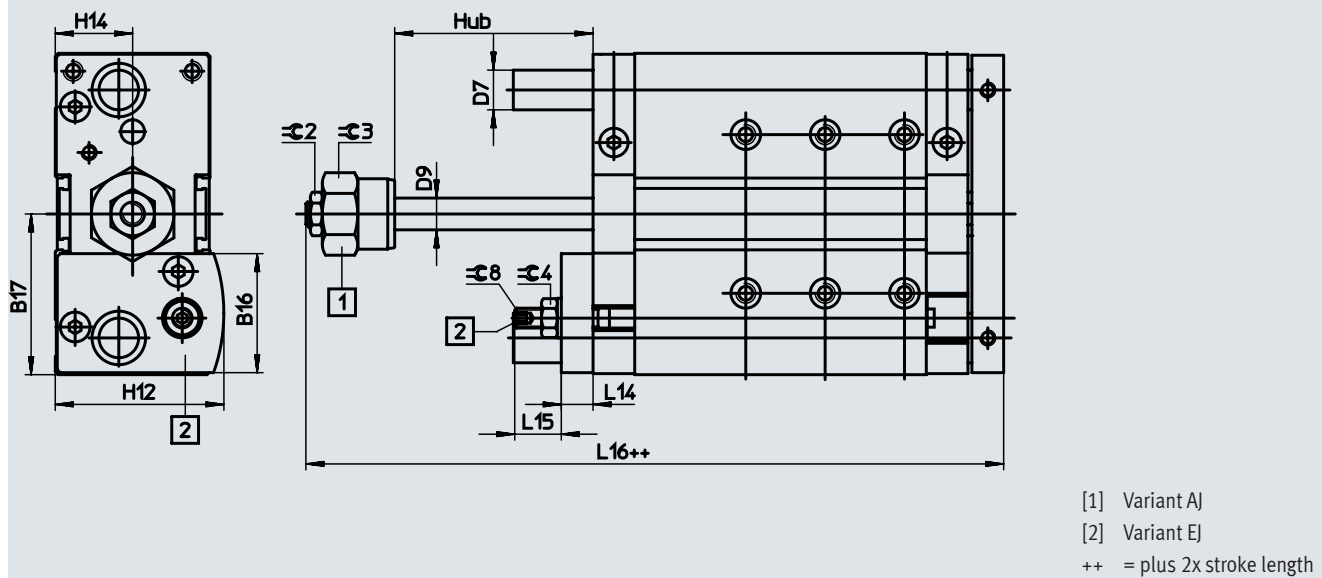 H14
Hub
D7
=©2
=©3
D9
B17
1
=©8
=©4
B16
2
H12
L14
L15
2
L16++
[1] Variant AJ
[2] Variant EJ
++ = plus 2x stroke length